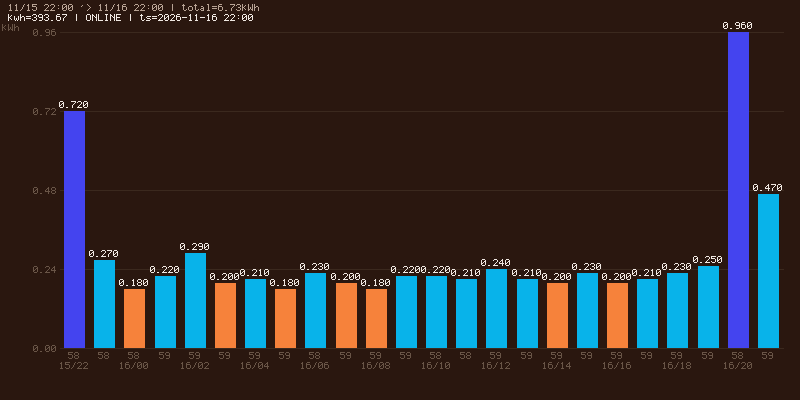 11/15 22:00 -> 11/16 22:00 | total=6.73KWh
Kwh=393.67 | ONLINE | ts=2026-11-16 22:00
KWh
0.96
0.72
0.48
0.24
0.00
0.720 0.270 0.180 0.220 0.290 0.200 0.210 0.180 0.230 0.200 0.180 0.220 0.220 0.210 0.240 0.210 0.200 0.230 0.200 0.210 0.230 0.250 0.960 0.470
58 58 58 59 59 59 59 59 58 59 59 59 58 58 59 59 59 59 59 59 59 59 58 59
15/22 16/00 16/02 16/04 16/06 16/08 16/10 16/12 16/14 16/16 16/18 16/20